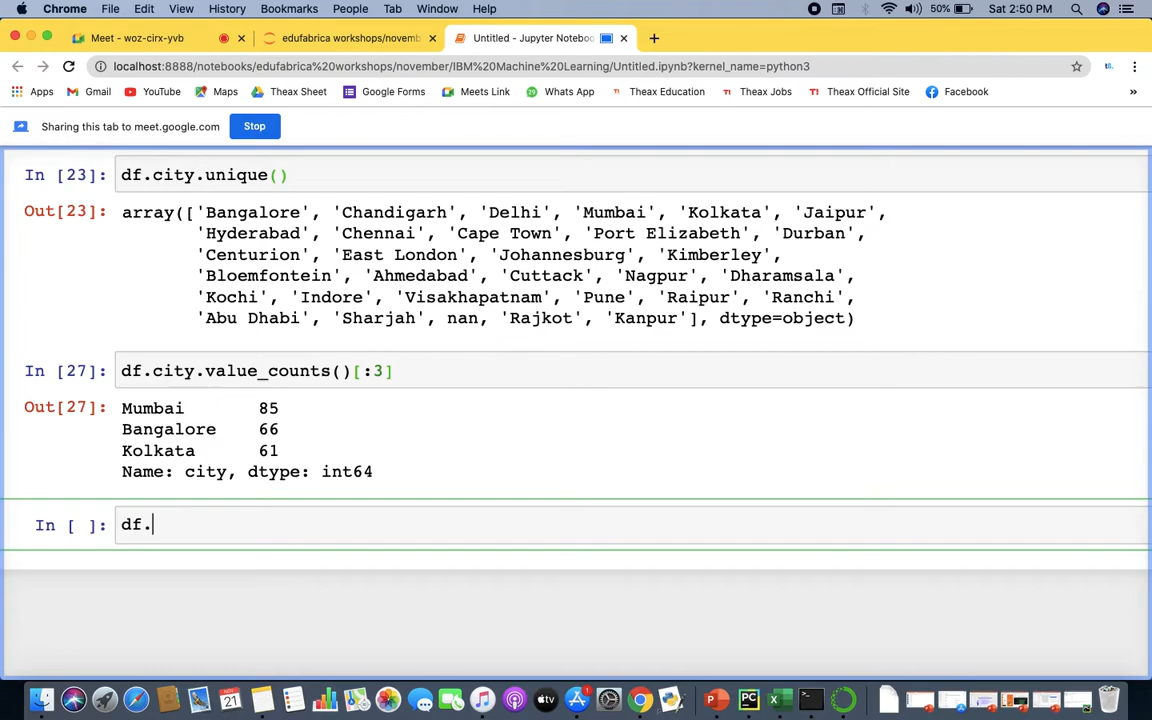 Chrome File Edit View History Bookmarks People Tab Window Help 50% Sat 2:50 PM
Meet - woz-cirx-yvb edufabrica workshops/novemb Untitled - Jupyter Noteboo
localhost:8888/notebooks/edufabrica%20workshops/november/IBM%20Machine%20Learning/Untitled.ipynb?kernel_name=python3
Apps Gmail YouTube Maps Theax Sheet Google Forms Meets Link Whats App Theax Education Theax Jobs Theax Official Site Facebook
Sharing this tab to meet.google.com Stop
In [23]: df.city.unique()
Out[23]: array(['Bangalore', 'Chandigarh', 'Delhi', 'Mumbai', 'Kolkata', 'Jaipur',
'Hyderabad', 'Chennai', 'Cape Town', 'Port Elizabeth', 'Durban',
'Centurion', 'East London', 'Johannesburg', 'Kimberley',
'Bloemfontein', 'Ahmedabad', 'Cuttack', 'Nagpur', 'Dharamsala',
'Kochi', 'Indore', 'Visakhapatnam', 'Pune', 'Raipur', 'Ranchi',
'Abu Dhabi', 'Sharjah', nan, 'Rajkot', 'Kanpur'], dtype=object)
In [27]: df.city.value_counts()[:3]
Out[27]: Mumbai 85
Bangalore 66
Kolkata 61
Name: city, dtype: int64
In [ ]: df.